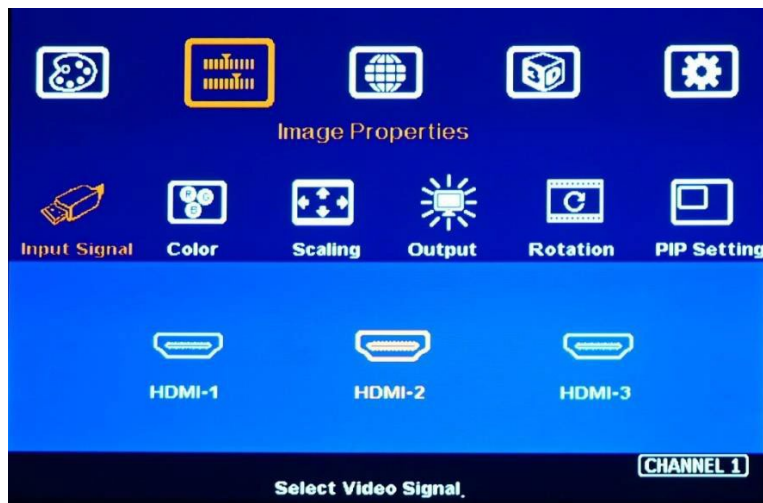 3D
Image Properties
R G
B
Input Signal Color Scaling Output Rotation PIP Setting
HDMI-1 HDMI-2 HDMI-3
CHANNEL 1
Select Video Signal.